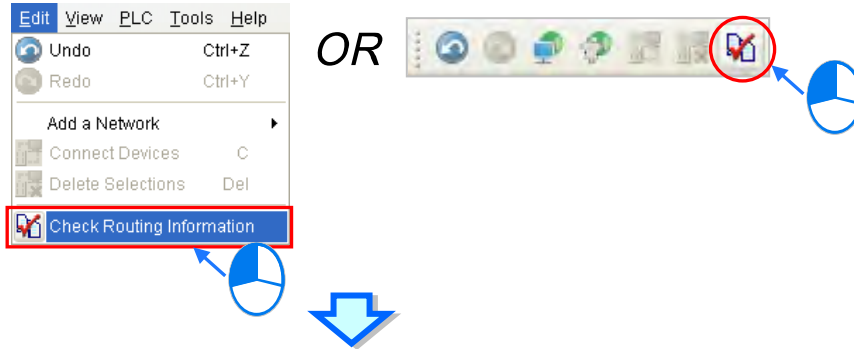 Edit View PLC Tools Help
Undo Ctrl+Z
Redo Ctrl+Y
Add a Network
Connect Devices C
Delete Selections Del
Check Routing Information
OR